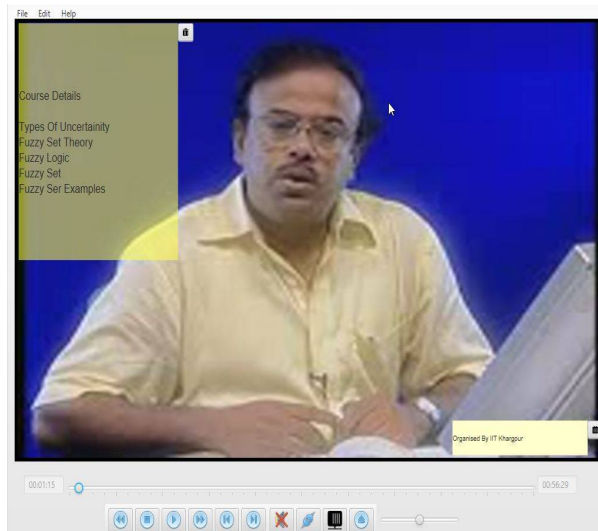 File Edit Help
Course Details
Types Of Uncertainity
Fuzzy Set Theory
Fuzzy Logic
Fuzzy Set
Fuzzy Ser Examples
Organised By IIT Khargpur
00:01:15
00:56:29